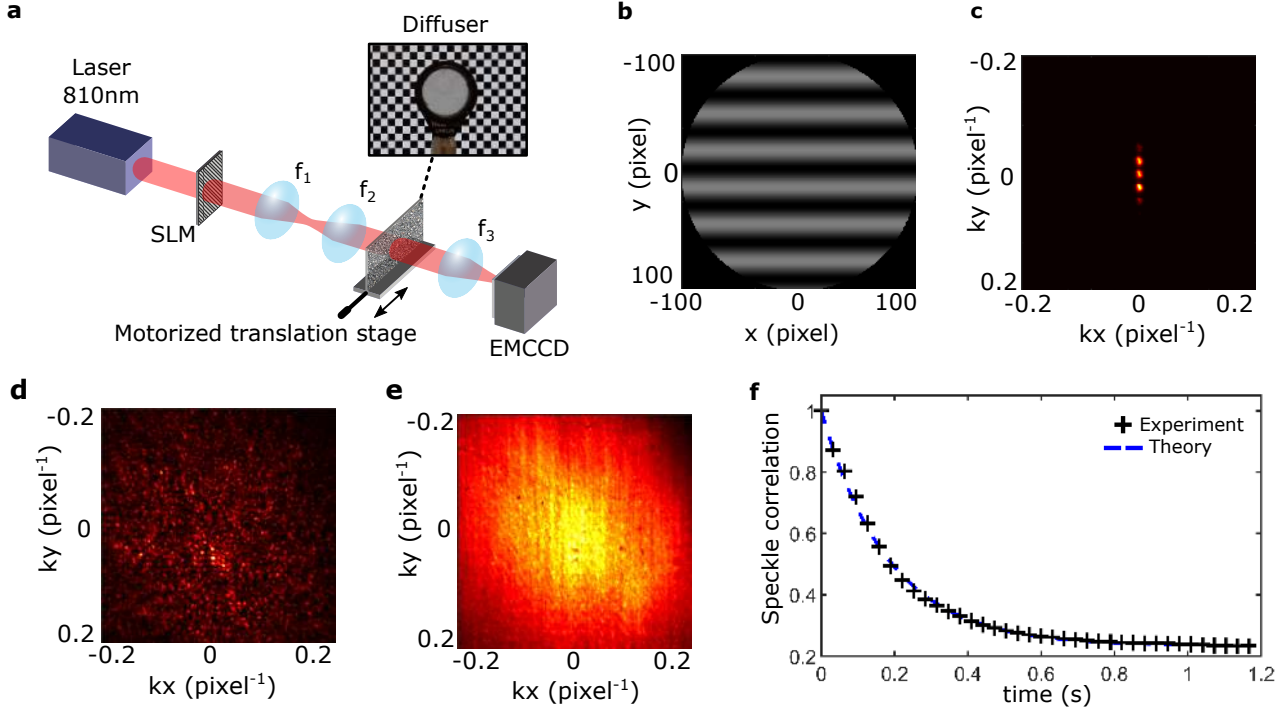 a
Diffuser
Laser
810nm
f₁
f₂
f₃
SLM
Motorized translation stage
EMCCD
b
-100
0
100
y (pixel)
-100
0
100
x (pixel)
c
-0.2
0
0.2
ky (pixel⁻¹)
-0.2
0
0.2
kx (pixel⁻¹)
d
-0.2
0
0.2
ky (pixel⁻¹)
-0.2
0
0.2
kx (pixel⁻¹)
e
-0.2
0
0.2
ky (pixel⁻¹)
-0.2
0
0.2
kx (pixel⁻¹)
f
1
0.8
0.6
0.4
0.2
Speckle correlation
Experiment
Theory
0
0.2
0.4
0.6
0.8
1
1.2
time (s)